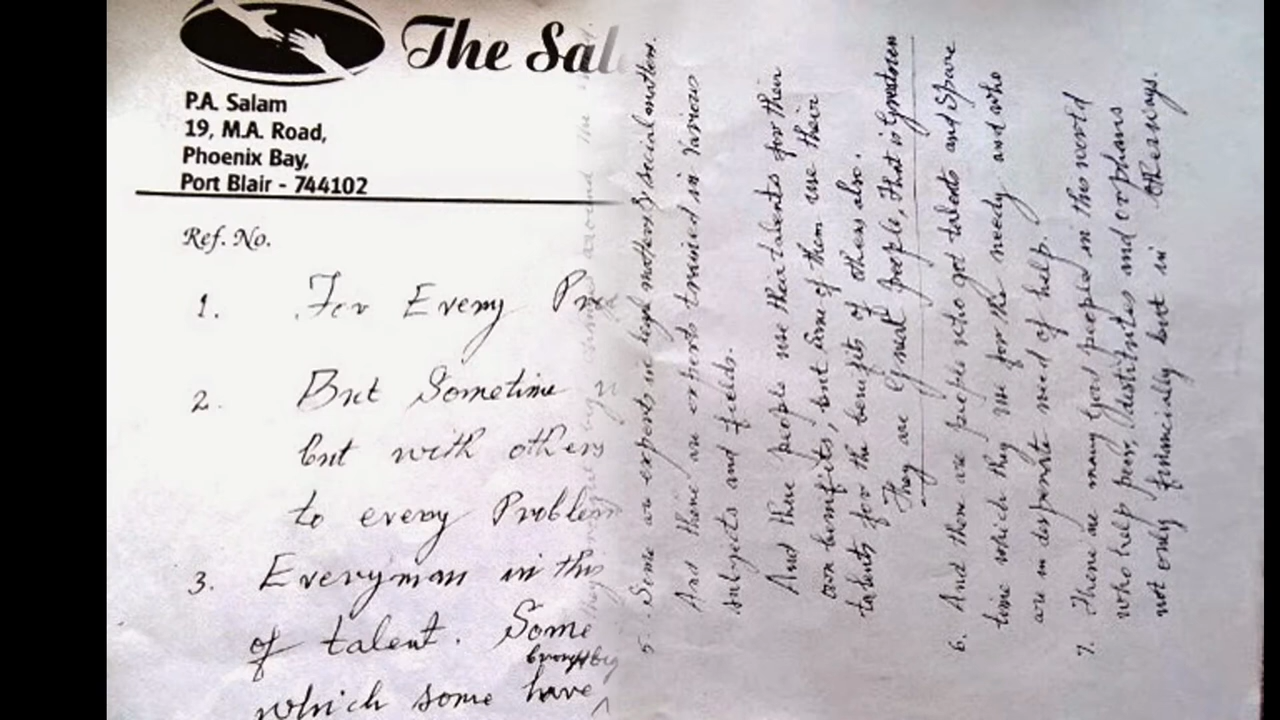 The Sal
P.A. Salam
19, M.A. Road,
Phoenix Bay,
Port Blair - 744102
Ref. No.
1. For Every
2. But Sometime
but with others
to every Problem
3. Everyman in this
of talent. Some
which some have
5. Some are experts in legal matters & social matters.
And there are experts trained in various
subjects and fields.
And these people use their talents for their
own benefits, but some of them use their
talents for the benefits of others also.
They are Great people, That is
6. And there are people who got talents and Spare
time which they use for the needy and who
are in desperate need of help.
7. There are many Good people in the world
who help poor, destitutes and orphans
not only financially but in other ways.